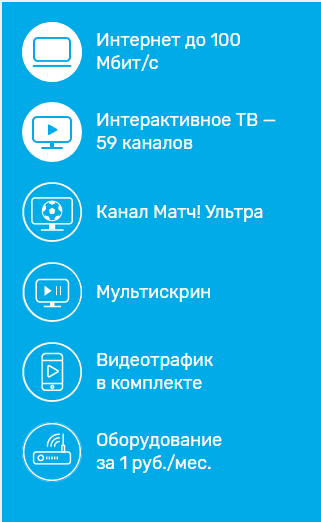 Интернет до 100
Мбит/с
Интерактивное ТВ —
59 каналов
Канал Матч! Ультра
Мультискрин
Видеотрафик
в комплекте
Оборудование
за 1 руб./мес.